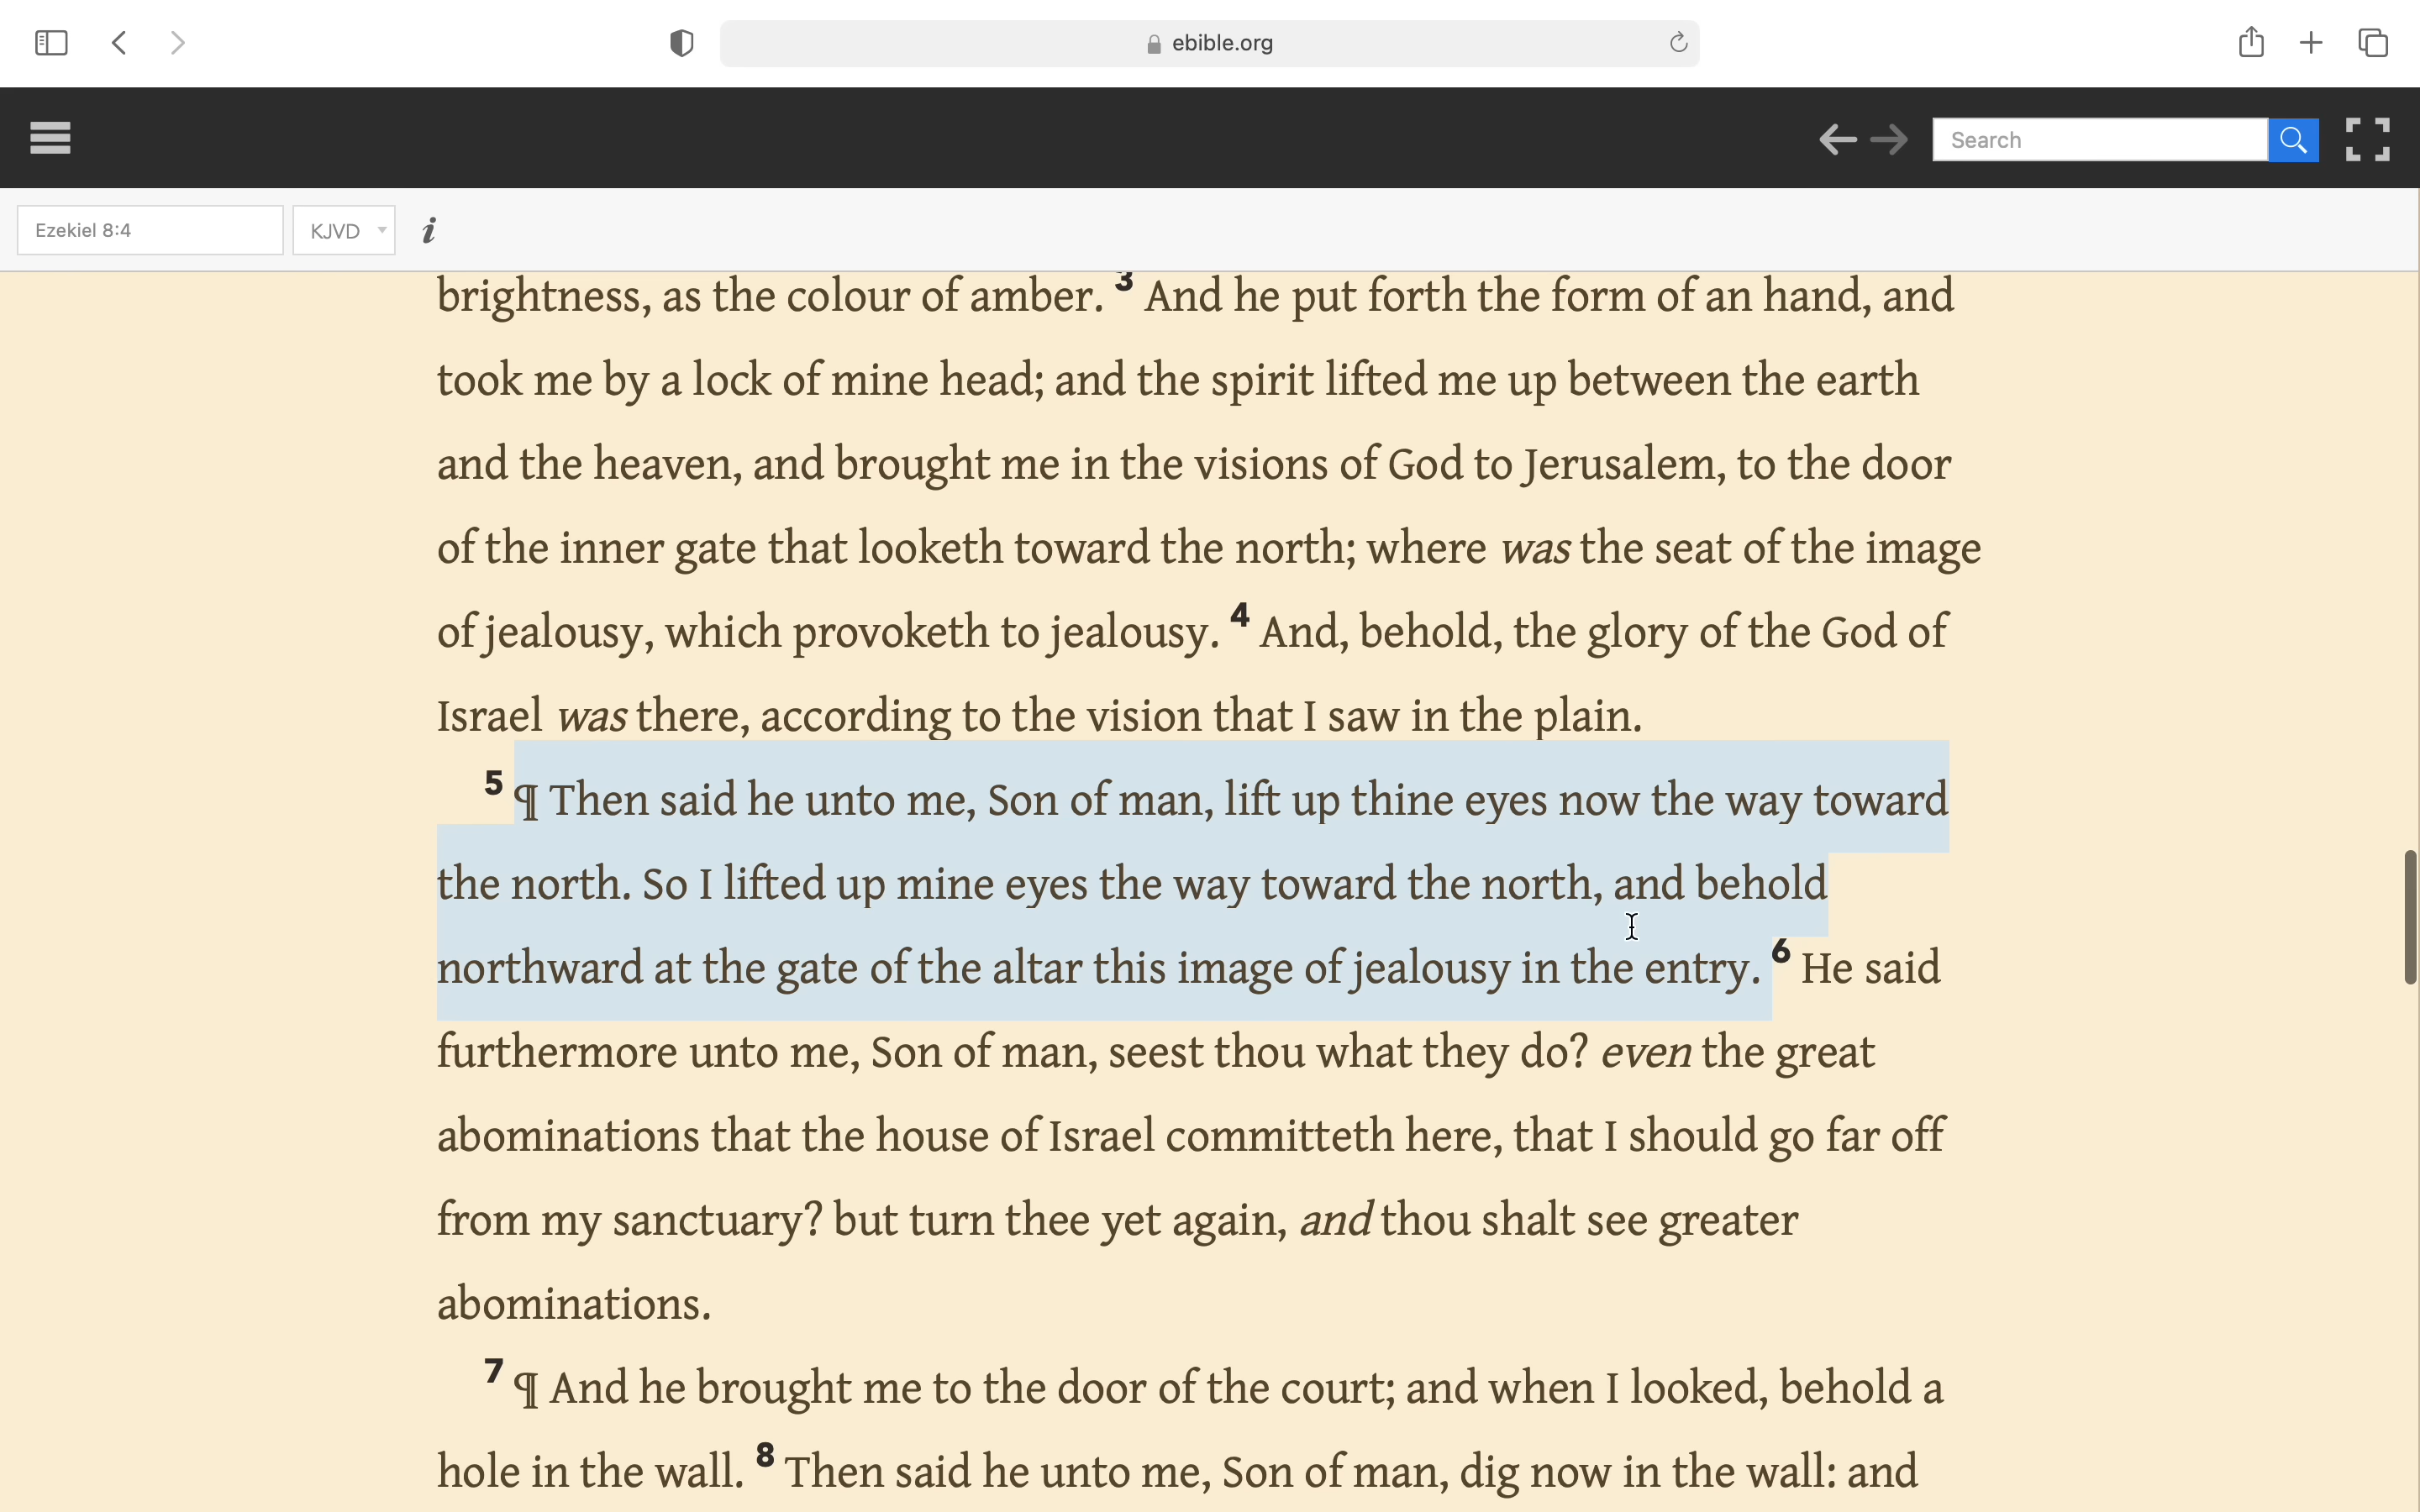 ebible.org
Search
Ezekiel 8:4 KJVD i
brightness, as the colour of amber. 3 And he put forth the form of an hand, and
took me by a lock of mine head; and the spirit lifted me up between the earth
and the heaven, and brought me in the visions of God to Jerusalem, to the door
of the inner gate that looketh toward the north; where was the seat of the image
of jealousy, which provoketh to jealousy. 4 And, behold, the glory of the God of
Israel was there, according to the vision that I saw in the plain.
5 ¶ Then said he unto me, Son of man, lift up thine eyes now the way toward
the north. So I lifted up mine eyes the way toward the north, and behold
northward at the gate of the altar this image of jealousy in the entry. 6 He said
furthermore unto me, Son of man, seest thou what they do? even the great
abominations that the house of Israel committeth here, that I should go far off
from my sanctuary? but turn thee yet again, and thou shalt see greater
abominations.
7 ¶ And he brought me to the door of the court; and when I looked, behold a
hole in the wall. 8 Then said he unto me, Son of man, dig now in the wall: and